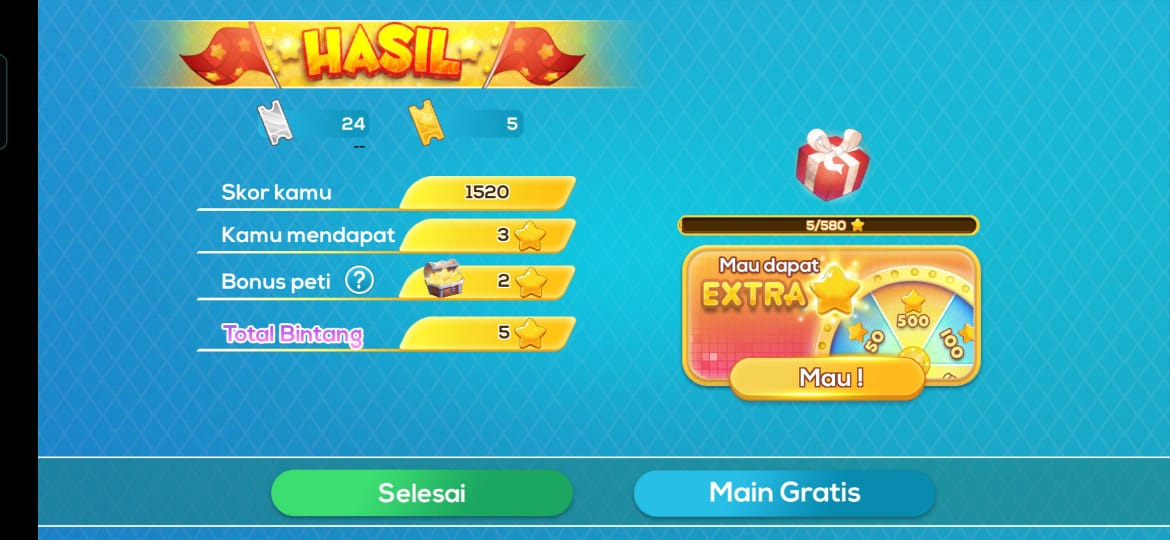 HASIL
24
5
--
Skor kamu 1520
Kamu mendapat 3
Bonus peti ? 2
Total Bintang 5
5/580
Mau dapat
EXTRA
50
500
100
Mau !
Selesai
Main Gratis